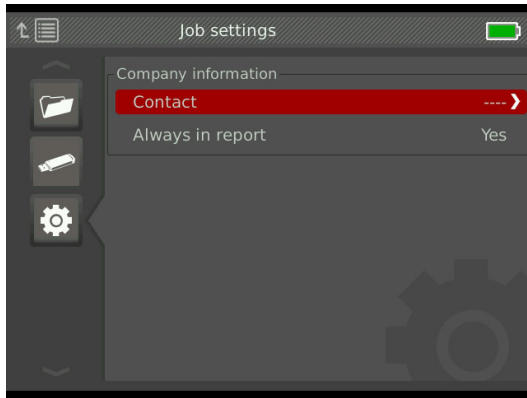 Job settings
Company information
Contact ----
Always in report Yes